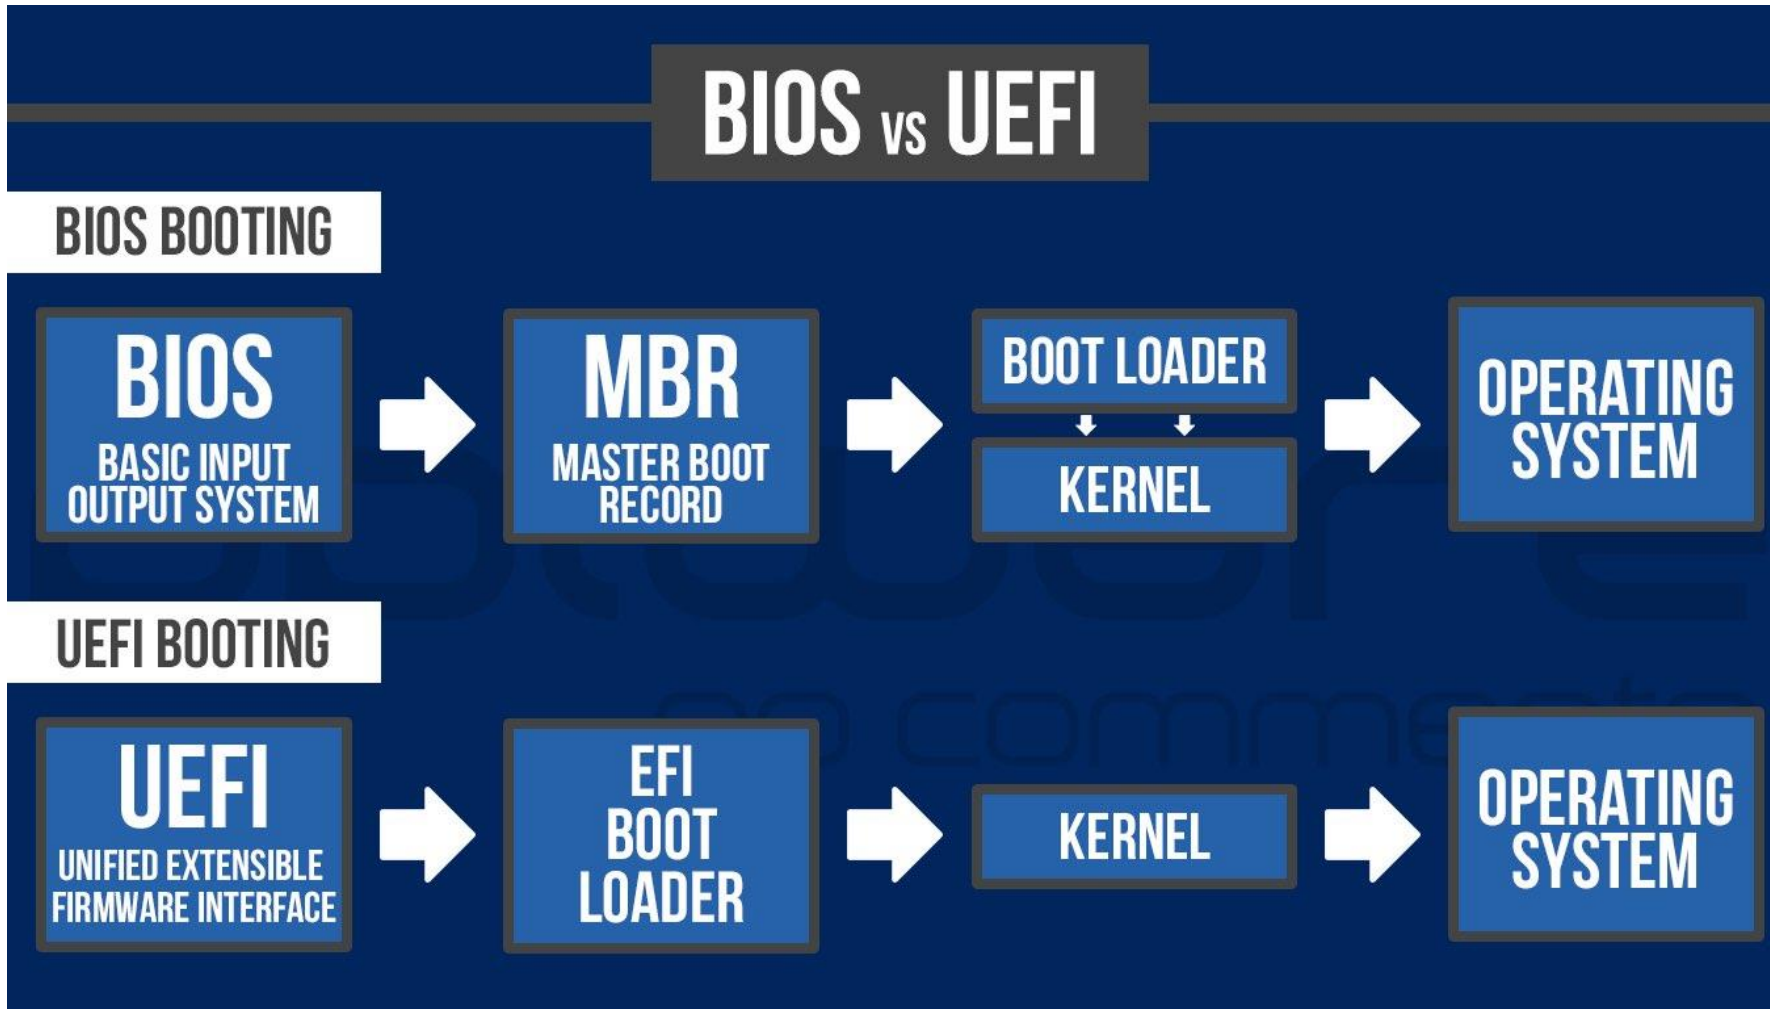 BIOS vs UEFI
BIOS BOOTING
BIOS
BASIC INPUT
OUTPUT SYSTEM
MBR
MASTER BOOT
RECORD
BOOT LOADER
KERNEL
OPERATING
SYSTEM
UEFI BOOTING
UEFI
UNIFIED EXTENSIBLE
FIRMWARE INTERFACE
EFI
BOOT
LOADER
KERNEL
OPERATING
SYSTEM